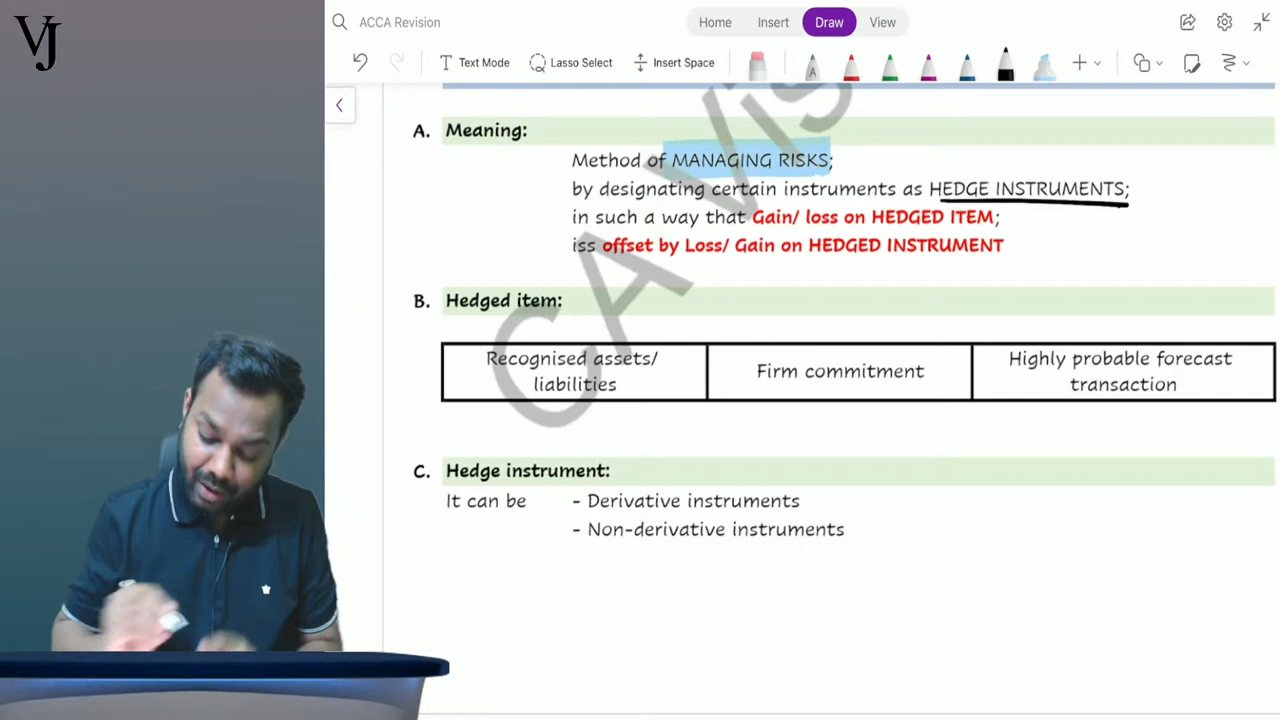 VJ
ACCA Revision
Home Insert Draw View
Text Mode Lasso Select Insert Space
A. Meaning:
Method of MANAGING RISKS;
by designating certain instruments as HEDGE INSTRUMENTS;
in such a way that Gain/ loss on HEDGED ITEM;
iss offset by Loss/ Gain on HEDGED INSTRUMENT
B. Hedged item:
Recognised assets/
liabilities
Firm commitment
Highly probable forecast
transaction
C. Hedge instrument:
It can be - Derivative instruments
- Non-derivative instruments
CA Vis